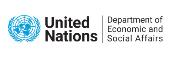 United Nations
Department of
Economic and
Social Affairs